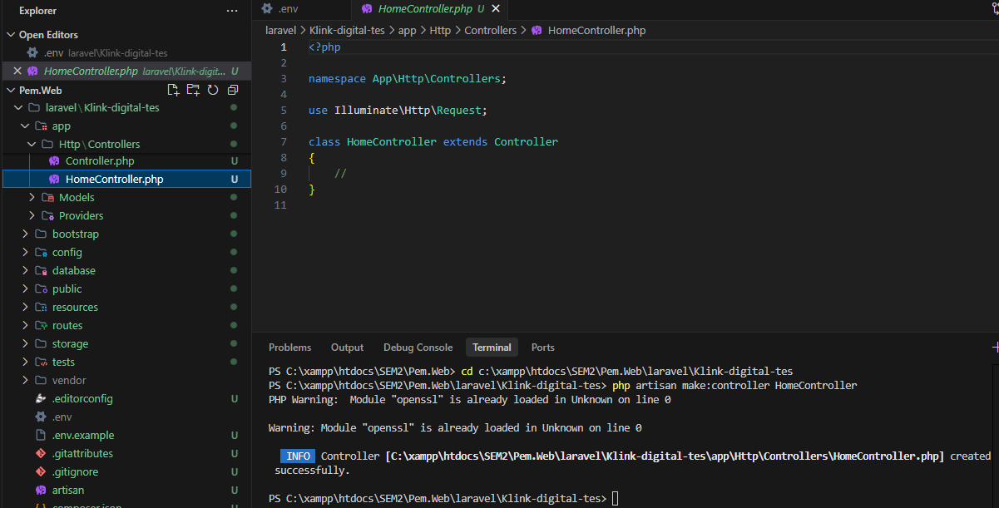 Explorer
Open Editors
.env laravel\Klink-digital-tes
HomeController.php laravel\Klink-digit... U
Pem.Web
laravel\Klink-digital-tes
app
Http\Controllers
Controller.php U
HomeController.php U
Models
Providers
bootstrap
config
database
public
resources
routes
storage
tests
vendor
.editorconfig U
.env
.env.example U
.gitattributes U
.gitignore U
artisan U
composer.json U
.env
HomeController.php U
laravel > Klink-digital-tes > app > Http > Controllers > HomeController.php
1 <?php
2
3 namespace App\Http\Controllers;
4
5 use Illuminate\Http\Request;
6
7 class HomeController extends Controller
8 {
9 //
10 }
11
Problems Output Debug Console Terminal Ports
PS C:\xampp\htdocs\SEM2\Pem.Web> cd c:\xampp\htdocs\SEM2\Pem.Web\laravel\Klink-digital-tes
PS C:\xampp\htdocs\SEM2\Pem.Web\laravel\Klink-digital-tes> php artisan make:controller HomeController
PHP Warning:  Module "openssl" is already loaded in Unknown on line 0
Warning: Module "openssl" is already loaded in Unknown on line 0
INFO Controller [C:\xampp\htdocs\SEM2\Pem.Web\laravel\Klink-digital-tes\app\Http\Controllers\HomeController.php] created
successfully.
PS C:\xampp\htdocs\SEM2\Pem.Web\laravel\Klink-digital-tes>